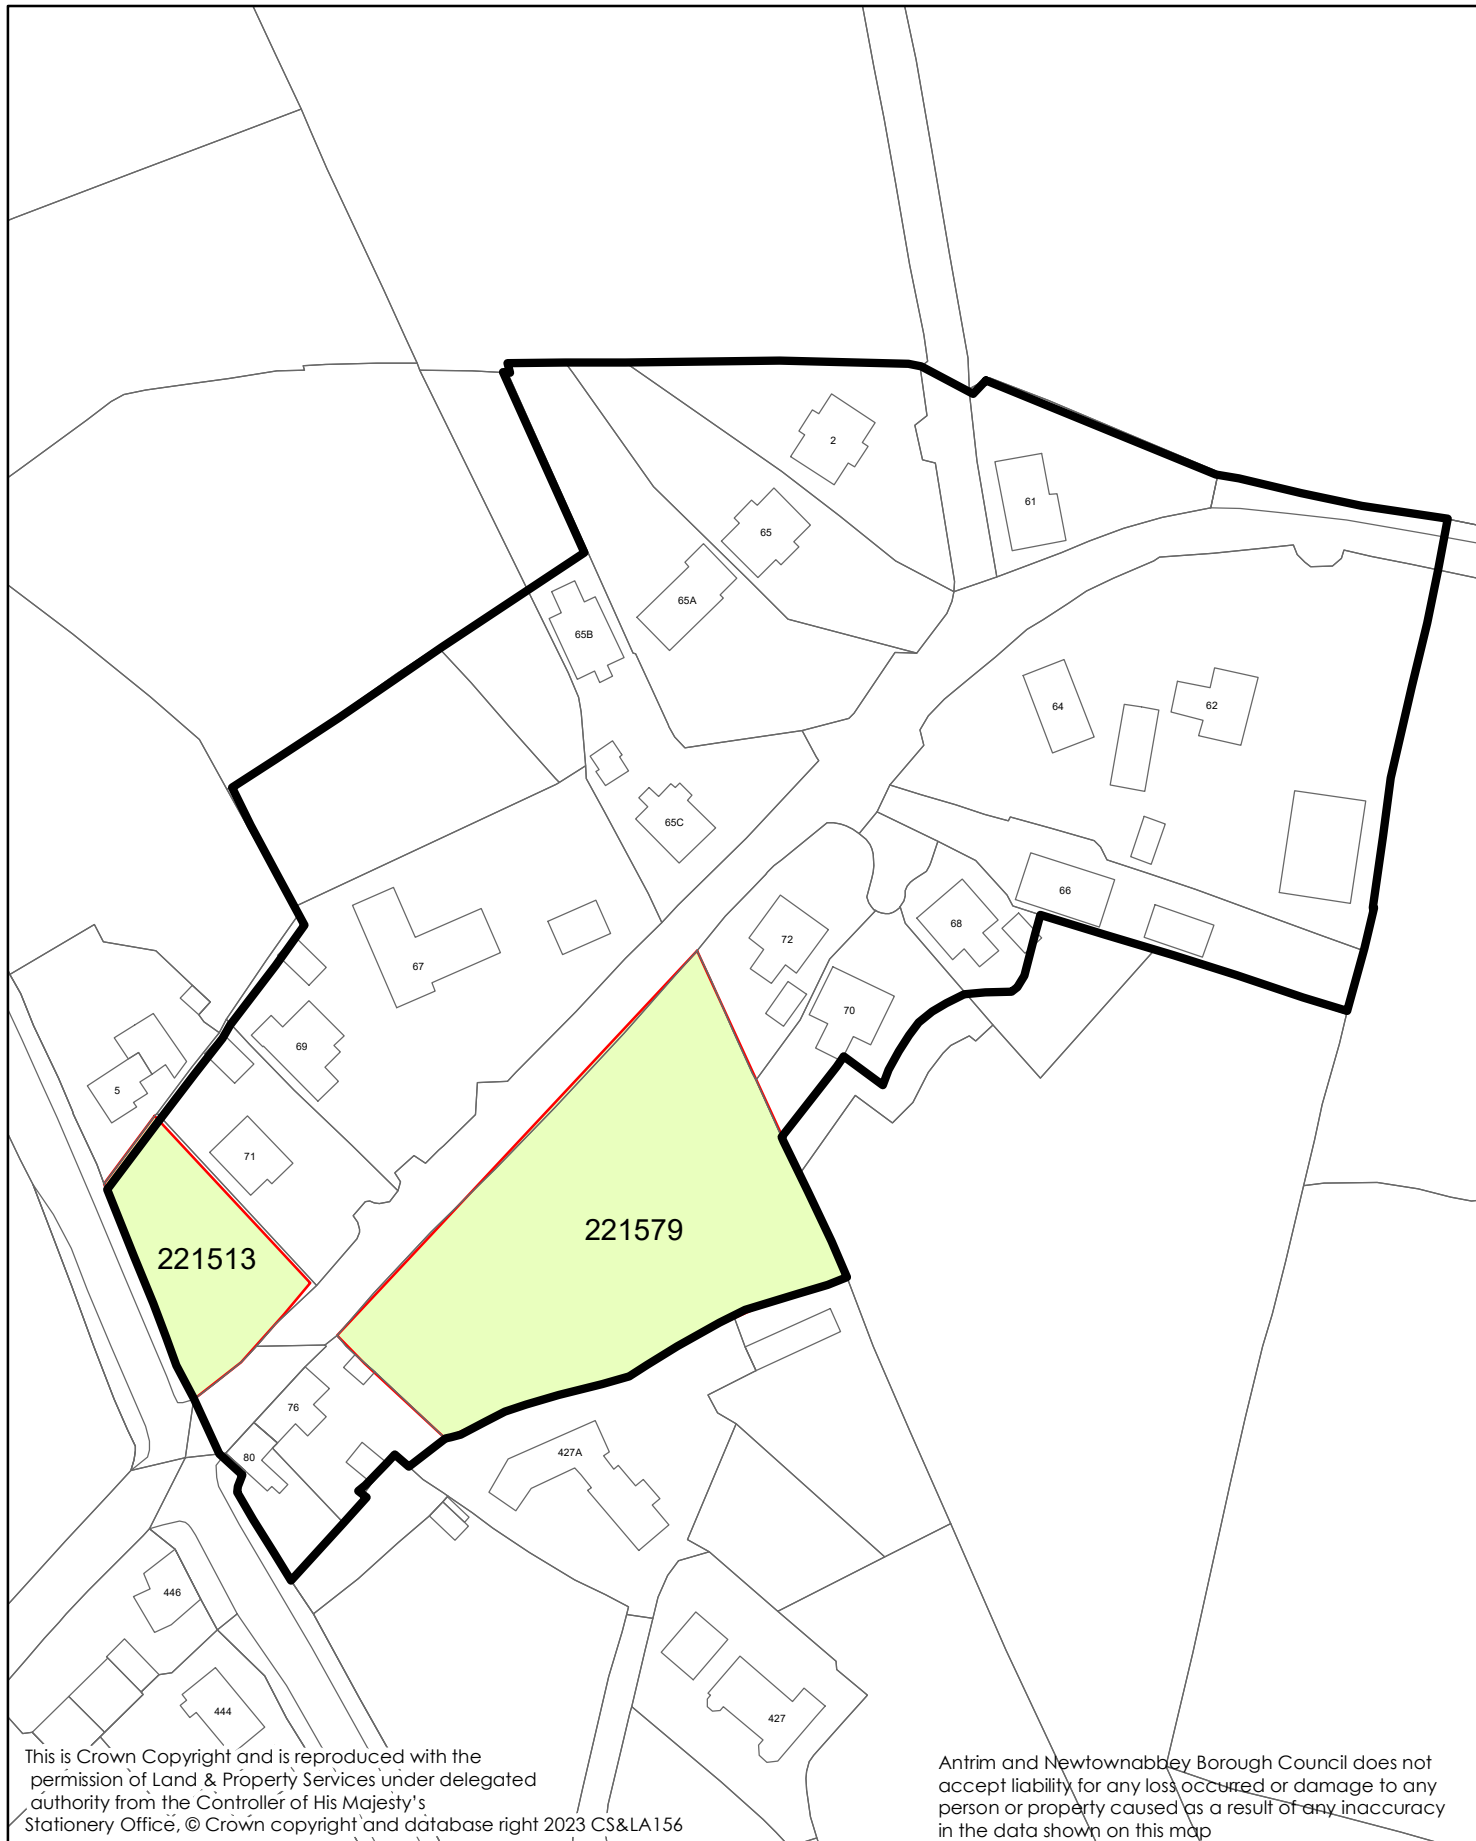 2
61
65
65A
65B
64
62
65C
66
68
72
67
70
69
5
71
221579
221513
76
427A
80
446
444
427
This is Crown Copyright and is reproduced with the
permission of Land & Property Services under delegated
authority from the Controller of His Majesty's
Stationery Office, © Crown copyright and database right 2023 CS&LA156
Antrim and Newtownabbey Borough Council does not
accept liability for any loss occurred or damage to any
person or property caused as a result of any inaccuracy
in the data shown on this map